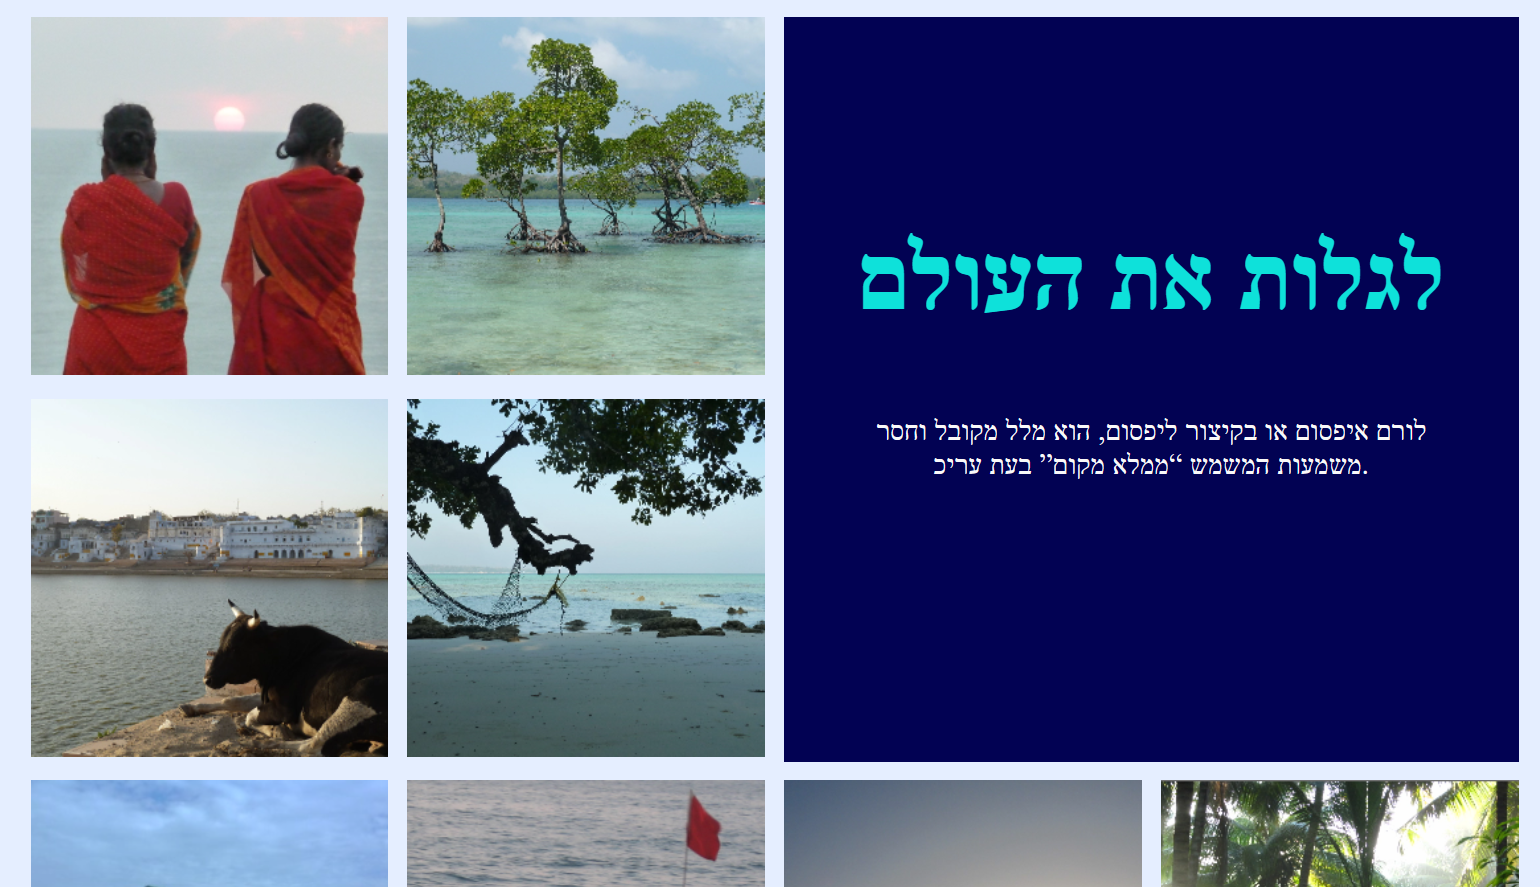 לגלות את העולם
לורם איפסום או בקיצור ליפסום, הוא מלל מקובל וחסר
משמעות המשמש “ממלא מקום” בעת עריכ.